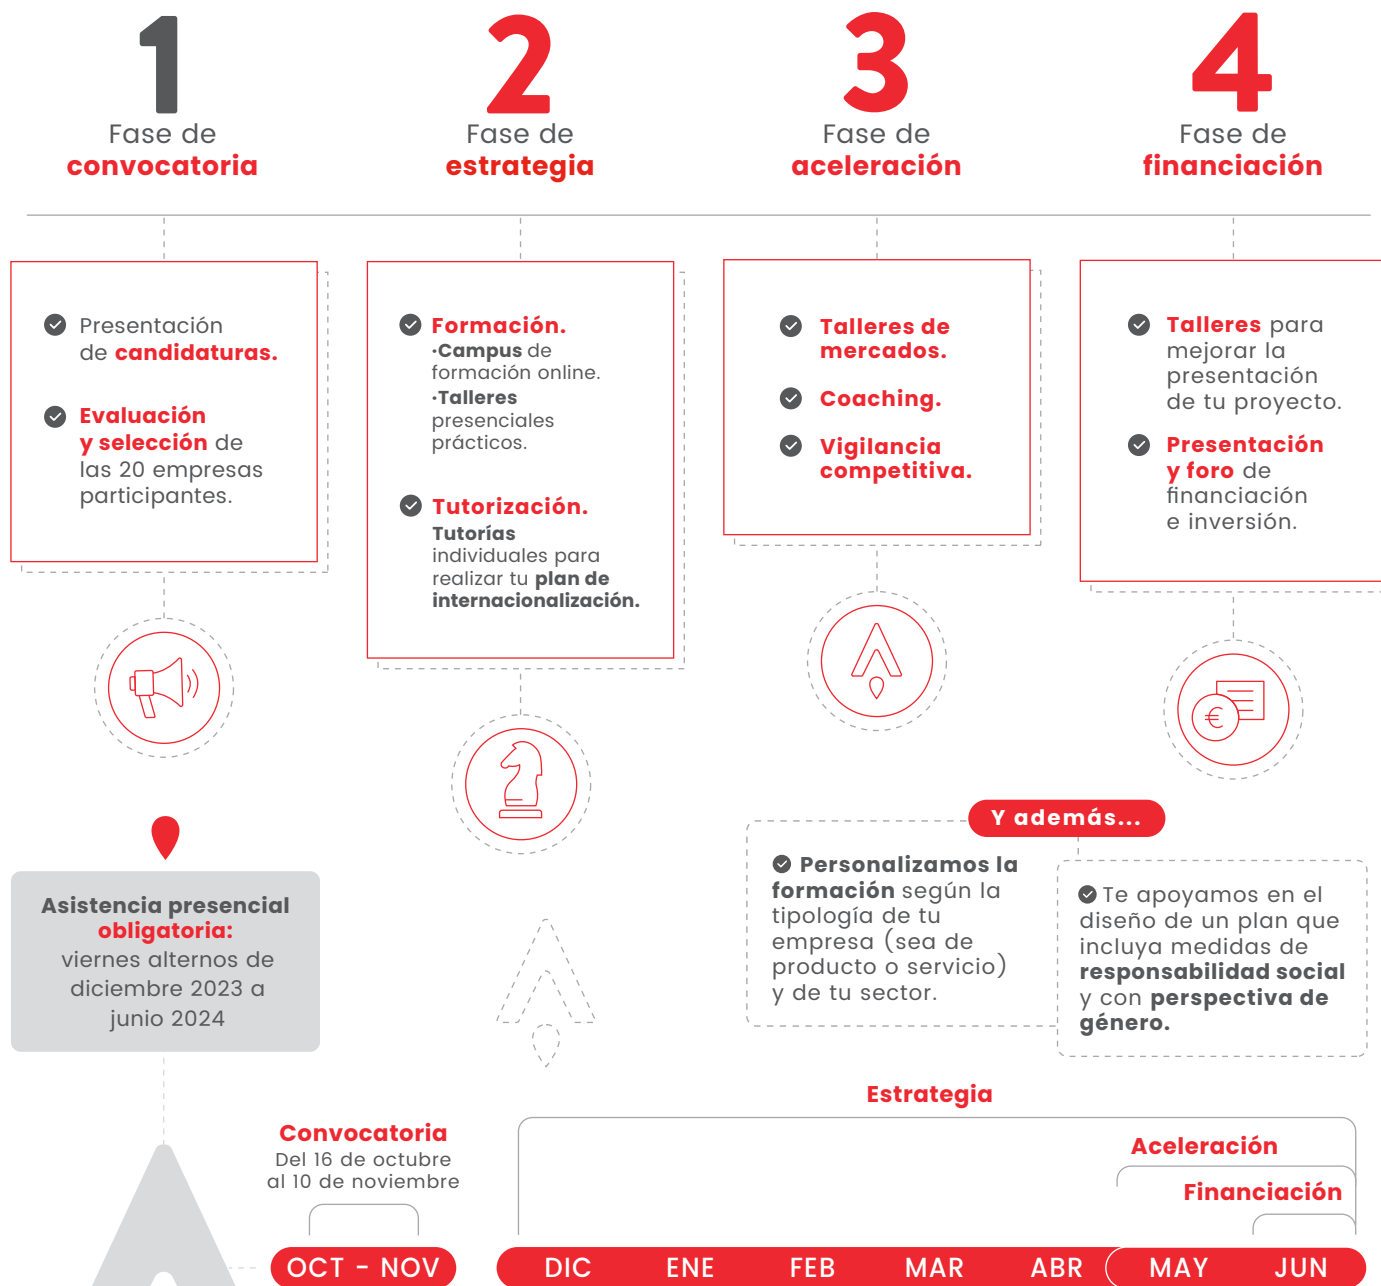 1
Fase de
convocatoria
2
Fase de
estrategia
3
Fase de
aceleración
4
Fase de
financiación
Presentación
de candidaturas.
Evaluación
y selección de
las 20 empresas
participantes.
Formación.
·Campus de
formación online.
·Talleres
presenciales
prácticos.
Tutorización.
Tutorías
individuales para
realizar tu plan de
internacionalización.
Talleres de
mercados.
Coaching.
Vigilancia
competitiva.
Talleres para
mejorar la
presentación
de tu proyecto.
Presentación
y foro de
financiación
e inversión.
€
Y además...
Personalizamos la
formación según la
tipología de tu
empresa (sea de
producto o servicio)
y de tu sector.
Te apoyamos en el
diseño de un plan que
incluya medidas de
responsabilidad social
y con perspectiva de
género.
Asistencia presencial
obligatoria:
viernes alternos de
diciembre 2023 a
junio 2024
Convocatoria
Del 16 de octubre
al 10 de noviembre
Estrategia
Aceleración
Financiación
OCT - NOV
DIC ENE FEB MAR ABR MAY JUN